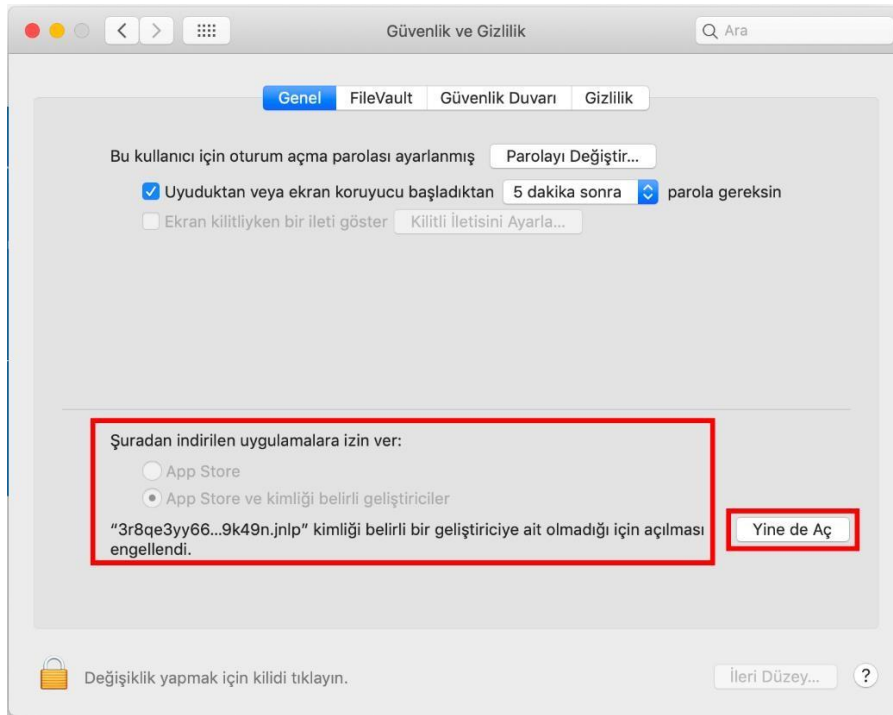 Güvenlik ve Gizlilik
Ara
Genel FileVault Güvenlik Duvarı Gizlilik
Bu kullanıcı için oturum açma parolası ayarlanmış Parolayı Değiştir...
Uyuduktan veya ekran koruyucu başladıktan 5 dakika sonra parola gereksin
Ekran kilitliyken bir ileti göster Kilitli İletisini Ayarla...
Şuradan indirilen uygulamalara izin ver:
App Store
App Store ve kimliği belirli geliştiriciler
“3r8qe3yy66...9k49n.jnlp” kimliği belirli bir geliştiriciye ait olmadığı için açılması
engellendi.
Yine de Aç
Değişiklik yapmak için kilidi tıklayın.
İleri Düzey... ?